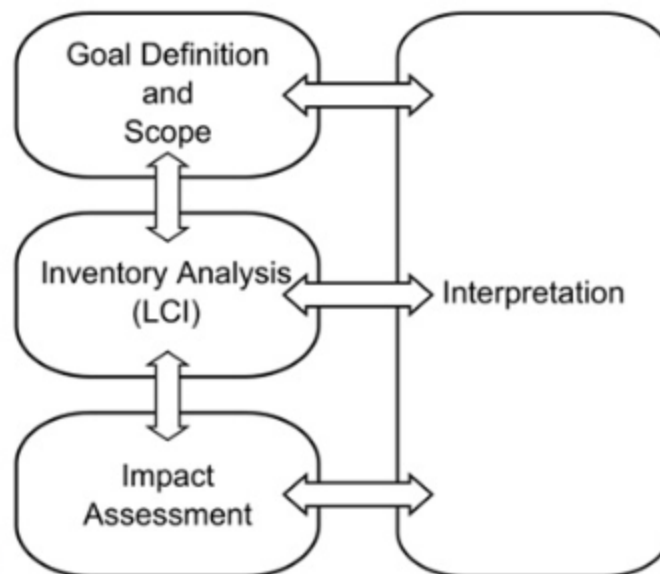 Goal Definition
and
Scope
Inventory Analysis
(LCI)
Interpretation
Impact
Assessment